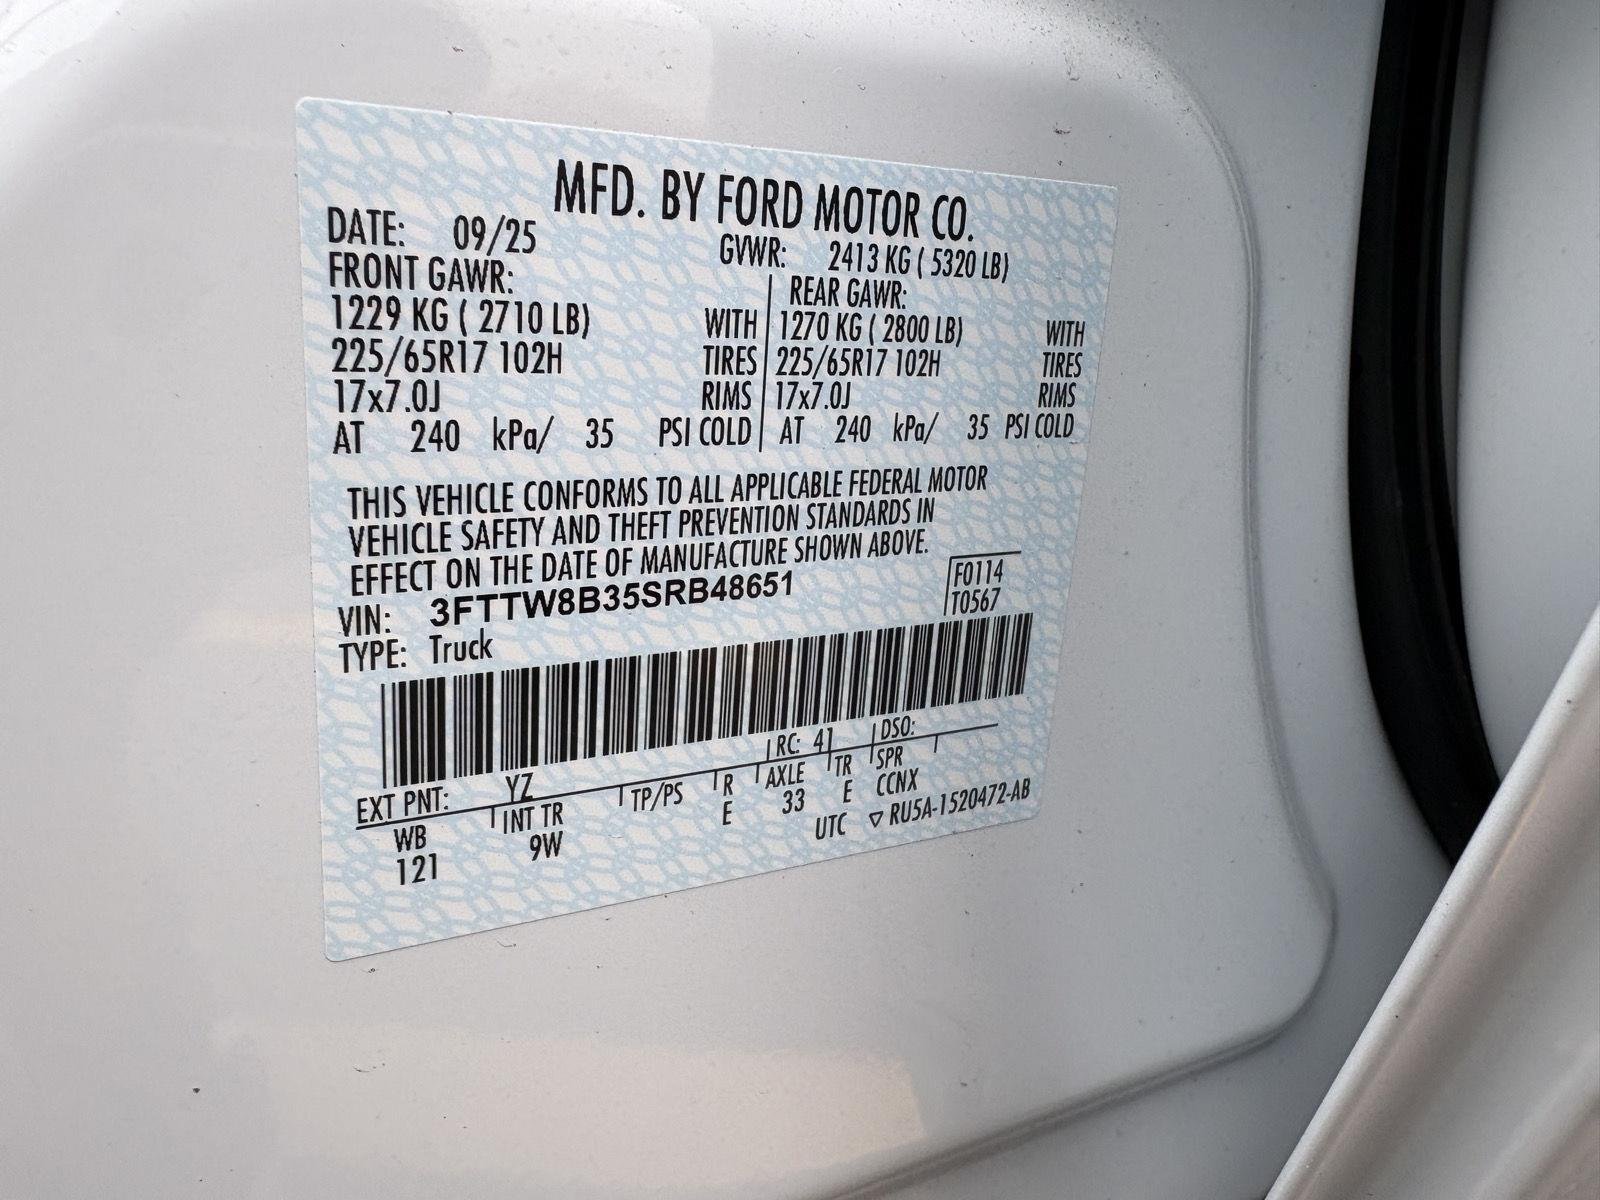 MFD. BY FORD MOTOR CO.
DATE: 09/25 GVWR: 2413 KG ( 5320 LB)
FRONT GAWR: REAR GAWR:
1229 KG ( 2710 LB) WITH 1270 KG ( 2800 LB) WITH
225/65R17 102H TIRES 225/65R17 102H TIRES
17x7.0J RIMS 17x7.0J RIMS
AT 240 kPa/ 35 PSI COLD AT 240 kPa/ 35 PSI COLD
THIS VEHICLE CONFORMS TO ALL APPLICABLE FEDERAL MOTOR
VEHICLE SAFETY AND THEFT PREVENTION STANDARDS IN
EFFECT ON THE DATE OF MANUFACTURE SHOWN ABOVE.
VIN: 3FTTW8B35SRB48651 F0114
TYPE: Truck T0567
EXT PNT: YZ RC: 41 DSO:
WB INT TR TP/PS R AXLE TR SPR
121 9W E 33 E CCNX
UTC ▽ RU5A-1520472-AB